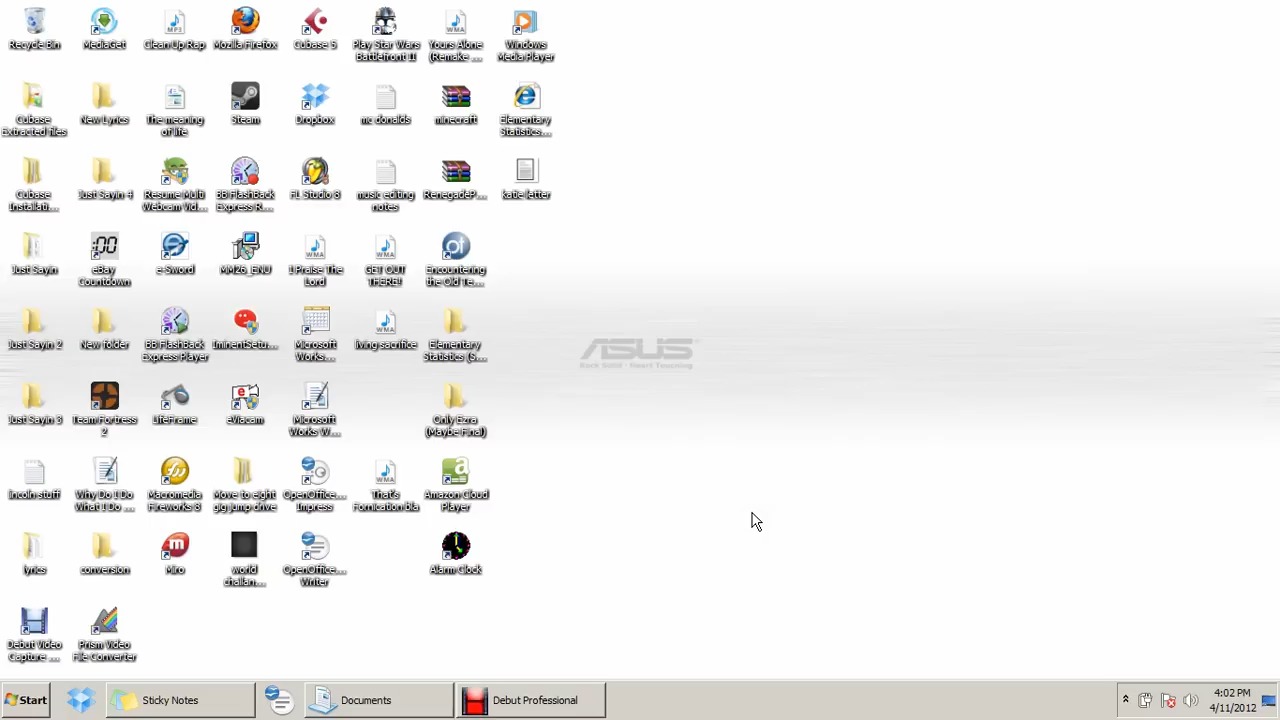 Recycle Bin
MediaGet
Clean Up Rap
Mozilla Firefox
Cubase 5
Play Star Wars
Battlefront II
Yours Alone
(Remake ...
Windows
Media Player
Cubase
Extracted files
New Lyrics
The meaning
of life
Steam
Dropbox
mc donalds
minecraft
Elementary
Statistics...
Cubase
Installati...
Just Sayin 4
Resume Multi
Webcam Vid...
BB FlashBack
Express R...
FL Studio 8
music editing
notes
RenegadeP...
katie letter
Just Sayin
:00
eBay
Countdown
e-Sword
MM26_ENU
I Praise The
Lord
GET OUT
THERE!
Encountering
the Old Te...
Just Sayin 2
New folder
BB FlashBack
Express Player
IminentSetu...
Microsoft
Works...
living sacrifice
Elementary
Statistics (S...
ASUS
Rock Solid · Heart Touching
Just Sayin 3
Team Fortress
2
LifeFrame
eViacam
Microsoft
Works W...
Only Ezra
(Maybe Final)
lincoln stuff
Why Do I Do
What I Do ...
Macromedia
Fireworks 8
Move to eight
gig jump drive
OpenOffice....
Impress
That's
Fornication bla
Amazon Cloud
Player
lyrics
conversion
Miro
world
challan...
OpenOffice....
Writer
Alarm Clock
Debut Video
Capture ...
Prism Video
File Converter
Start
Sticky Notes
Documents
Debut Professional
4:02 PM
4/11/2012